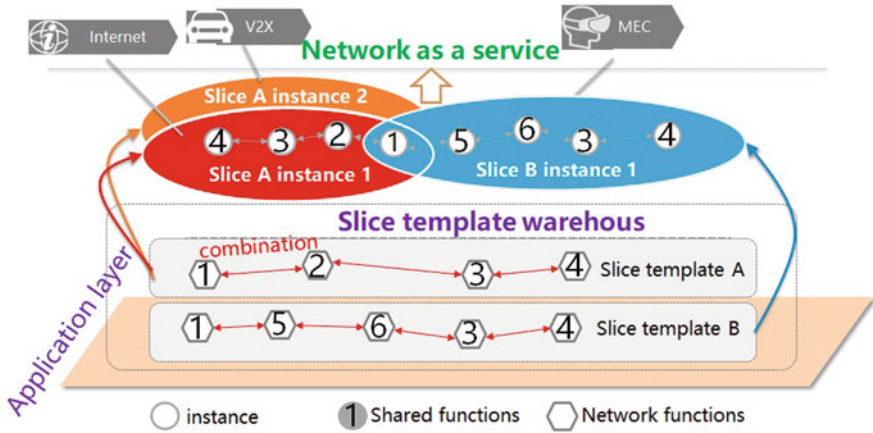 Internet
V2X
MEC
Network as a service
Slice A instance 2
4 3 2 1 5 6 3 4
Slice A instance 1
Slice B instance 1
Slice template warehous
combination
1 2 3 4
Slice template A
1 5 6 3 4
Slice template B
Application layer
instance
1 Shared functions
Network functions